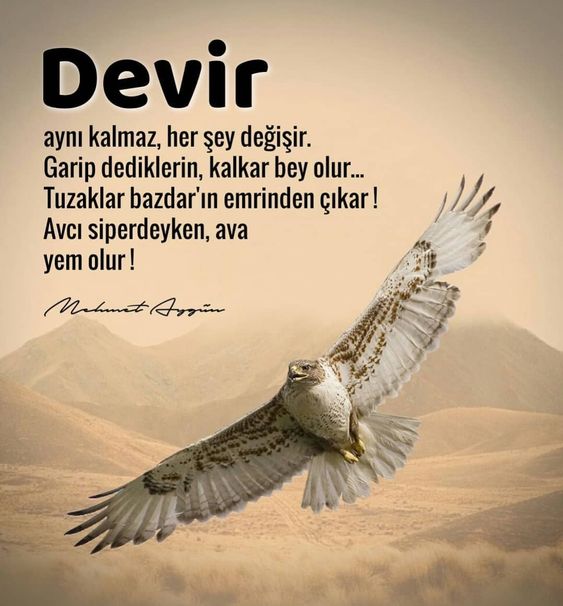 Devir
aynı kalmaz, her şey değişir.
Garip dediklerin, kalkar bey olur...
Tuzaklar bazdar'ın emrinden çıkar !
Avcı siperdeyken, ava
yem olur !
Mehmet Aygün